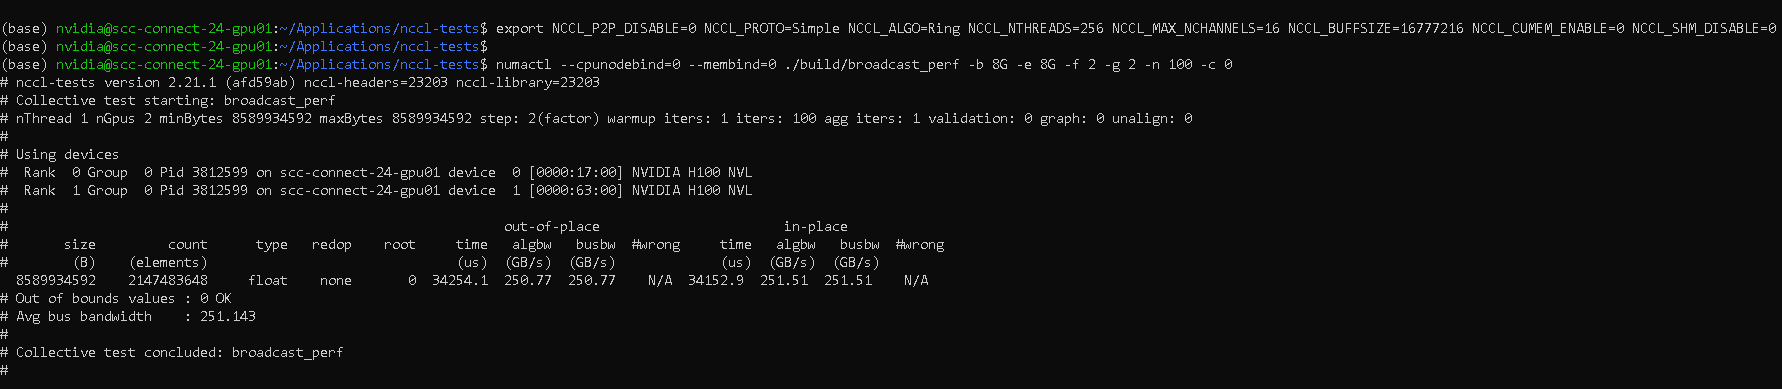 (base) nvidia@scc-connect-24-gpu01:~/Applications/nccl-tests$ export NCCL_P2P_DISABLE=0 NCCL_PROTO=Simple NCCL_ALGO=Ring NCCL_NTHREADS=256 NCCL_MAX_NCHANNELS=16 NCCL_BUFFSIZE=16777216 NCCL_CUMEM_ENABLE=0 NCCL_SHM_DISABLE=0
(base) nvidia@scc-connect-24-gpu01:~/Applications/nccl-tests$
(base) nvidia@scc-connect-24-gpu01:~/Applications/nccl-tests$ numactl --cpunodebind=0 --membind=0 ./build/broadcast_perf -b 8G -e 8G -f 2 -g 2 -n 100 -c 0
# nccl-tests version 2.21.1 (afd59ab) nccl-headers=23203 nccl-library=23203
# Collective test starting: broadcast_perf
# nThread 1 nGpus 2 minBytes 8589934592 maxBytes 8589934592 step: 2(factor) warmup iters: 1 iters: 100 agg iters: 1 validation: 0 graph: 0 unalign: 0
#
# Using devices
#  Rank  0 Group  0 Pid 3812599 on scc-connect-24-gpu01 device  0 [0000:17:00] NVIDIA H100 NVL
#  Rank  1 Group  0 Pid 3812599 on scc-connect-24-gpu01 device  1 [0000:63:00] NVIDIA H100 NVL
#
#                                                              out-of-place                       in-place
#       size         count      type   redop    root     time   algbw   busbw  #wrong     time   algbw   busbw  #wrong
#        (B)    (elements)                               (us)  (GB/s)  (GB/s)             (us)  (GB/s)  (GB/s)
  8589934592    2147483648     float    none       0  34254.1  250.77  250.77     N/A  34152.9  251.51  251.51     N/A
# Out of bounds values : 0 OK
# Avg bus bandwidth    : 251.143
#
# Collective test concluded: broadcast_perf
#